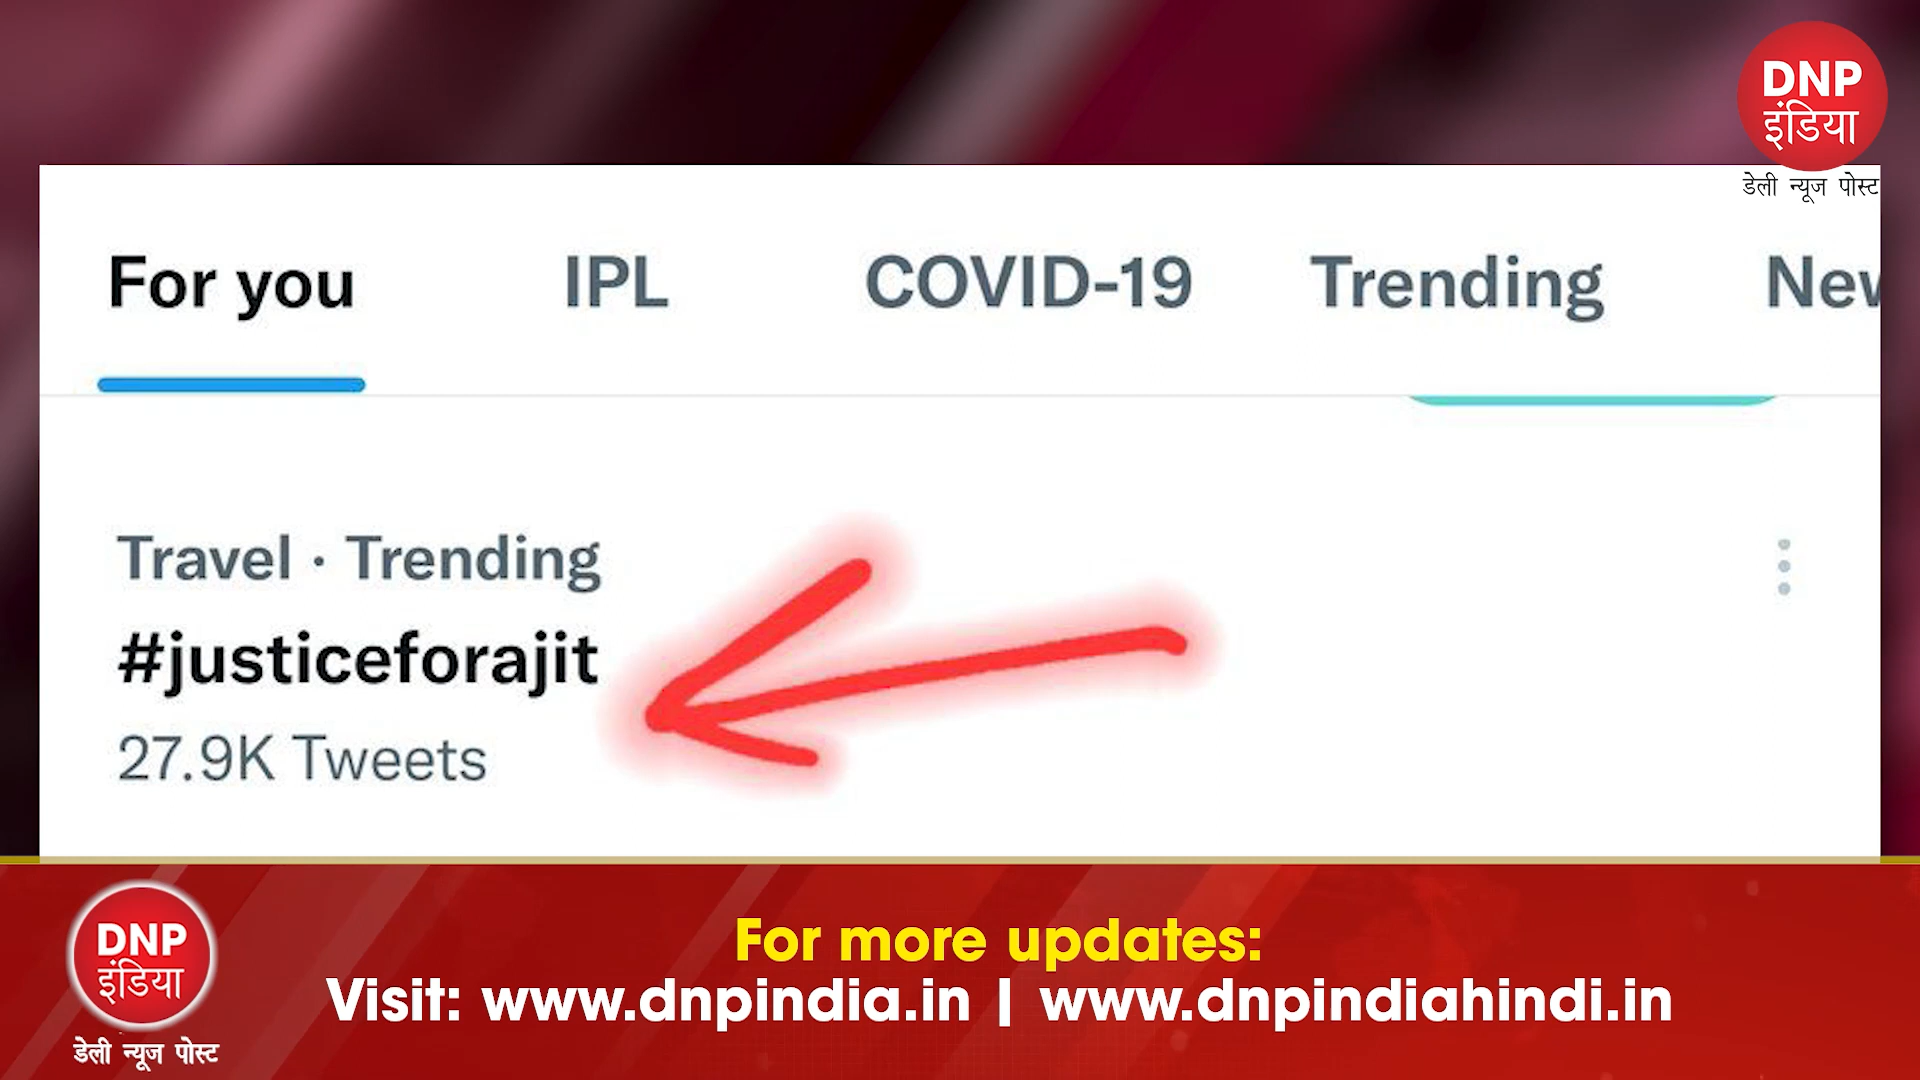 DNP
इंडिया
डेली न्यूज पोस्ट
For you IPL COVID-19 Trending New
Travel · Trending
#justiceforajit
27.9K Tweets
DNP
इंडिया
डेली न्यूज पोस्ट
For more updates:
Visit: www.dnpindia.in | www.dnpindiahindi.in